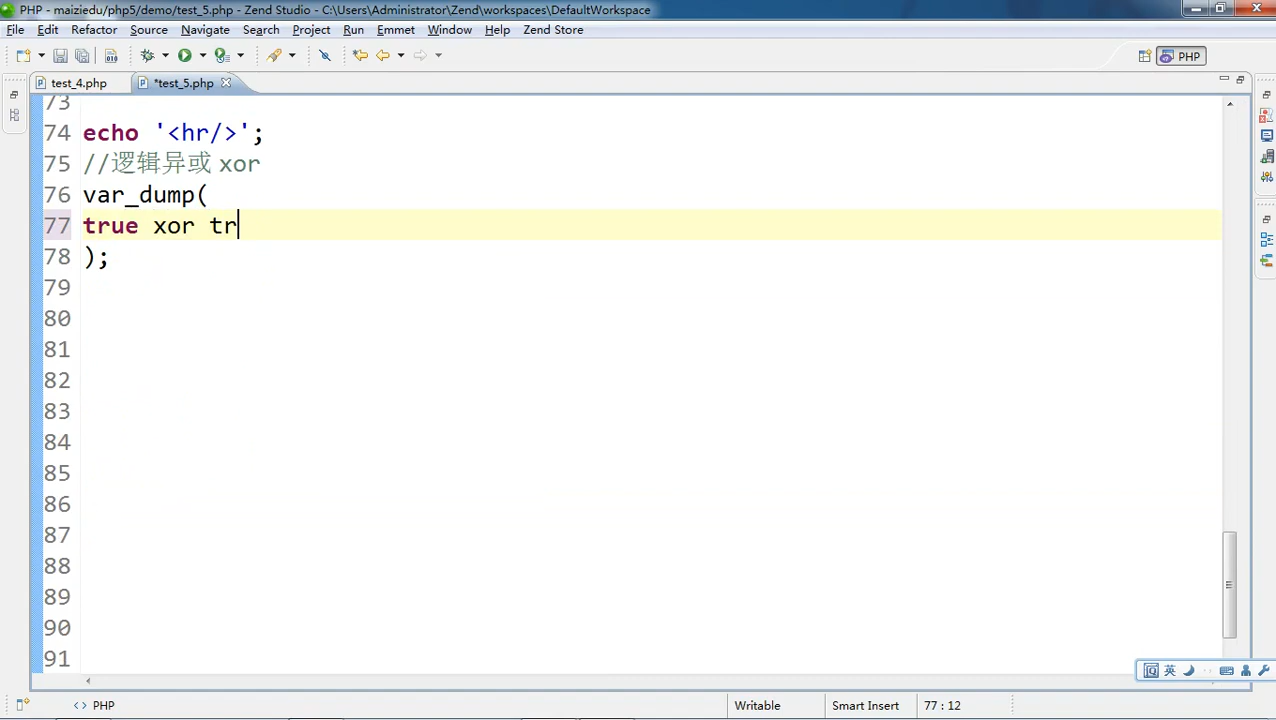 PHP - maiziedu/php5/demo/test_5.php - Zend Studio - C:\Users\Administrator\Zend\workspaces\DefaultWorkspace
File Edit Refactor Source Navigate Search Project Run Emmet Window Help Zend Store
PHP
test_4.php *test_5.php
73
74 echo '<hr/>';
75 //逻辑异或 xor
76 var_dump(
77 true xor tr
78 );
79
80
81
82
83
84
85
86
87
88
89
90
91
英
<> PHP Writable Smart Insert 77 : 12